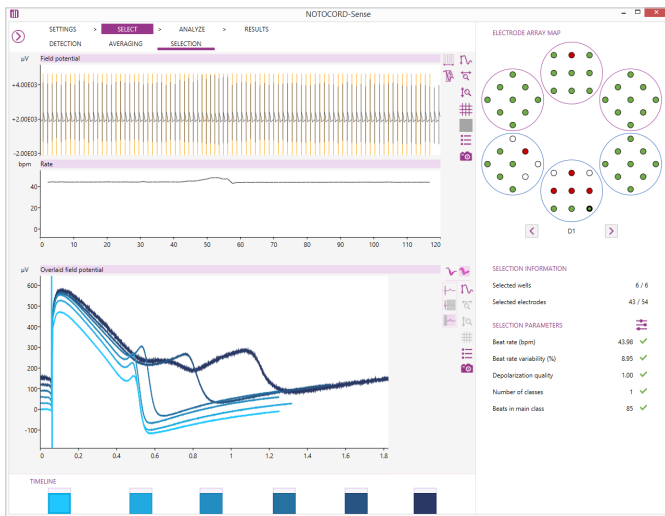 NOTOCORD-Sense
SETTINGS > SELECT > ANALYZE > RESULTS
DETECTION AVERAGING SELECTION
µV Field potential
+4.00E03
+2.00E03
-2.00E03
bpm Rate
40
20
0
0 10 20 30 40 50 60 70 80 90 100 110 120
µV Overlaid field potential
600
500
400
300
200
100
0
-100
0 0.2 0.4 0.6 0.8 1 1.2 1.4 1.6 1.8
TIMELINE
ELECTRODE ARRAY MAP
< D1 >
SELECTION INFORMATION
Selected wells 6 / 6
Selected electrodes 43 / 54
SELECTION PARAMETERS
Beat rate (bpm) 43.98
Beat rate variability (%) 8.95
Depolarization quality 1.00
Number of classes 1
Beats in main class 85